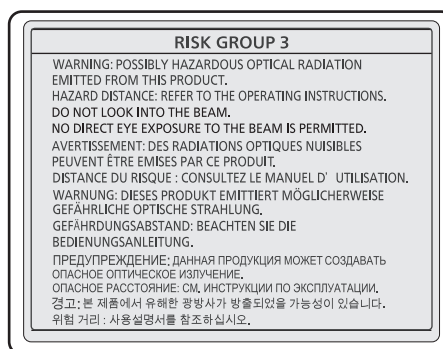 RISK GROUP 3
WARNING: POSSIBLY HAZARDOUS OPTICAL RADIATION
EMITTED FROM THIS PRODUCT.
HAZARD DISTANCE: REFER TO THE OPERATING INSTRUCTIONS.
DO NOT LOOK INTO THE BEAM.
NO DIRECT EYE EXPOSURE TO THE BEAM IS PERMITTED.
AVERTISSEMENT: DES RADIATIONS OPTIQUES NUISIBLES
PEUVENT ÊTRE EMISES PAR CE PRODUIT.
DISTANCE DU RISQUE : CONSULTEZ LE MANUEL D' UTILISATION.
WARNUNG: DIESES PRODUKT EMITTIERT MÖGLICHERWEISE
GEFÄHRLICHE OPTISCHE STRAHLUNG.
GEFÄHRDUNGSABSTAND: BEACHTEN SIE DIE
BEDIENUNGSANLEITUNG.
ПРЕДУПРЕЖДЕНИЕ: ДАННАЯ ПРОДУКЦИЯ МОЖЕТ СОЗДАВАТЬ
ОПАСНОЕ ОПТИЧЕСКОЕ ИЗЛУЧЕНИЕ.
ОПАСНОЕ РАССТОЯНИЕ: СМ. ИНСТРУКЦИИ ПО ЭКСПЛУАТАЦИИ.
경고: 본 제품에서 유해한 광방사가 방출되었을 가능성이 있습니다.
위험 거리 : 사용설명서를 참조하십시오.